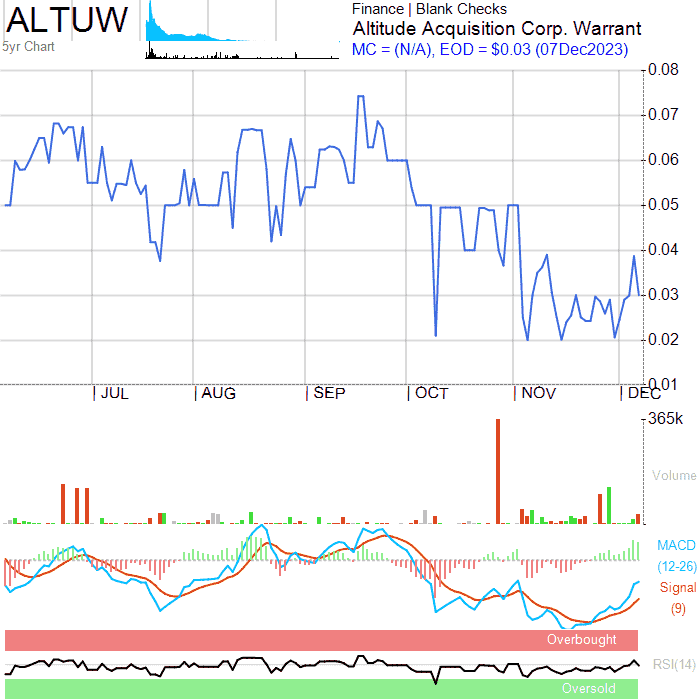 ALTUW
5yr Chart
Finance | Blank Checks
Altitude Acquisition Corp. Warrant
MC = (N/A), EOD = $0.03 (07Dec2023)
0.08
0.07
0.06
0.05
0.04
0.03
0.02
0.01
| JUL | AUG | SEP | OCT | NOV | DEC
365k
Volume
MACD
(12-26)
Signal
(9)
Overbought
RSI(14)
Oversold